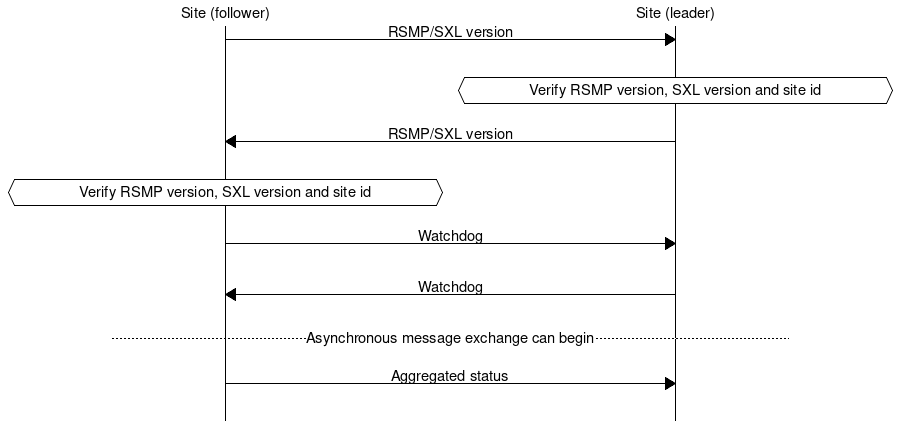 Site (follower)
Site (leader)
RSMP/SXL version
Verify RSMP version, SXL version and site id
RSMP/SXL version
Verify RSMP version, SXL version and site id
Watchdog
Watchdog
Asynchronous message exchange can begin
Aggregated status